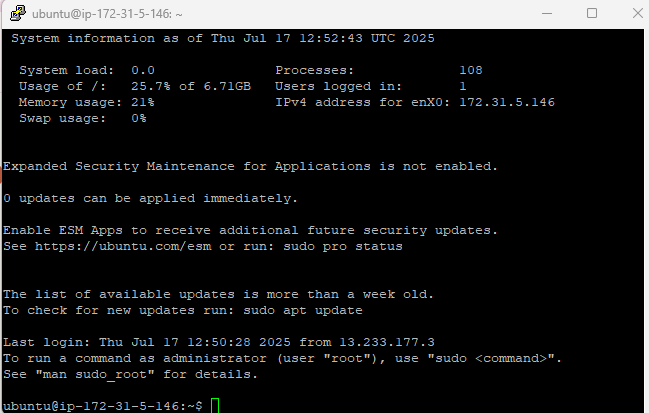 ubuntu@ip-172-31-5-146: ~
System information as of Thu Jul 17 12:52:43 UTC 2025
System load:  0.0                Processes:             108
Usage of /:   25.7% of 6.71GB   Users logged in:       1
Memory usage: 21%                IPv4 address for enX0: 172.31.5.146
Swap usage:   0%
Expanded Security Maintenance for Applications is not enabled.
0 updates can be applied immediately.
Enable ESM Apps to receive additional future security updates.
See https://ubuntu.com/esm or run: sudo pro status
The list of available updates is more than a week old.
To check for new updates run: sudo apt update
Last login: Thu Jul 17 12:50:28 2025 from 13.233.177.3
To run a command as administrator (user "root"), use "sudo <command>".
See "man sudo_root" for details.
ubuntu@ip-172-31-5-146:~$